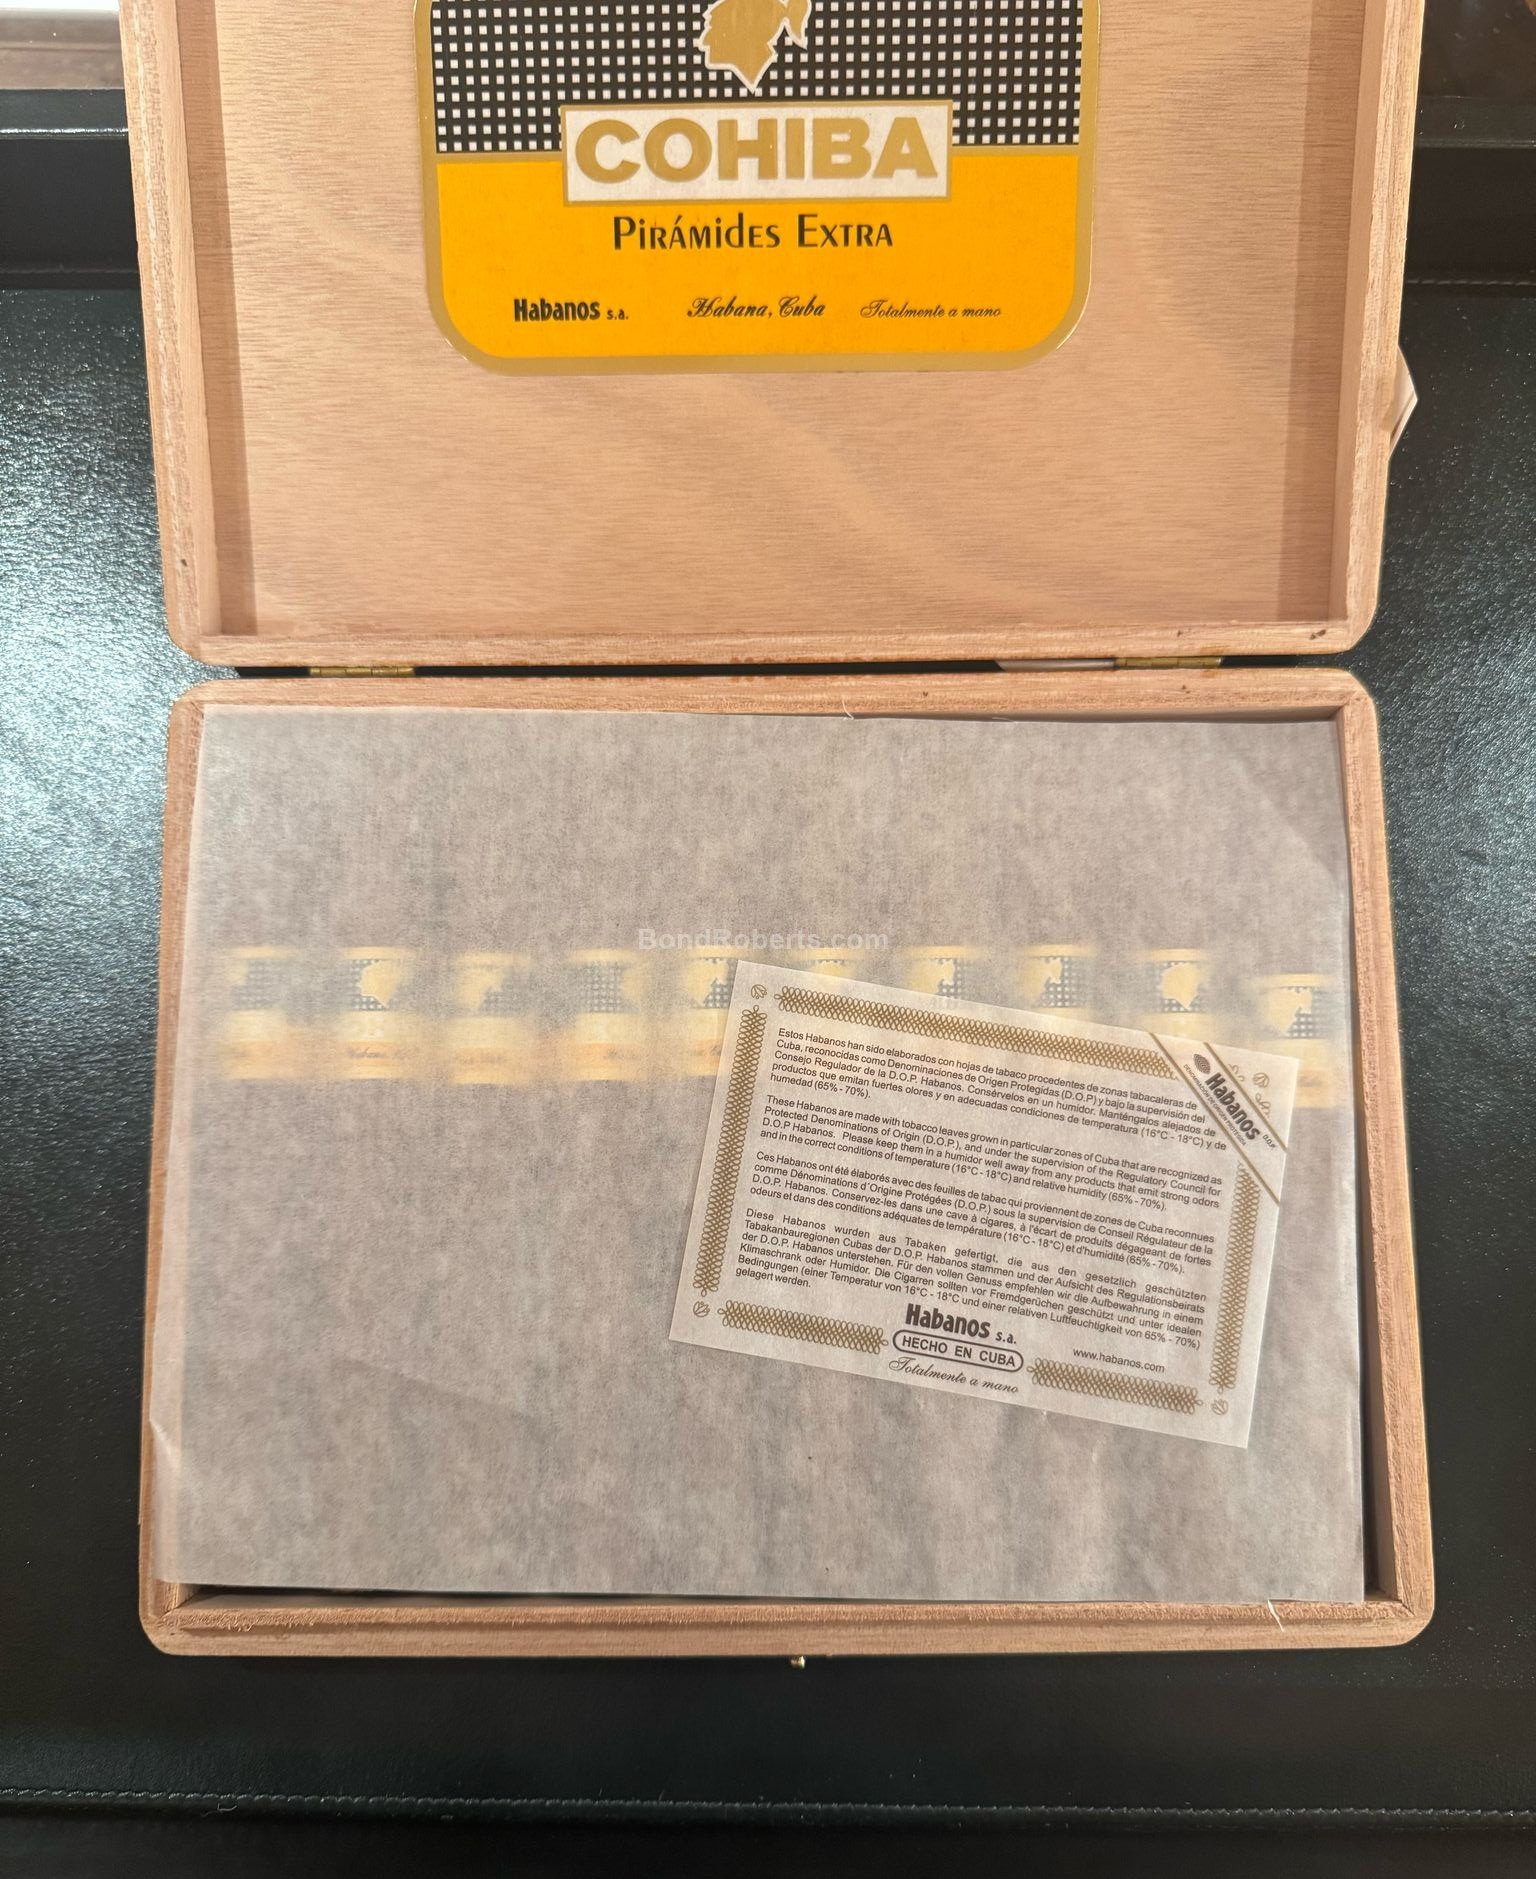 COHIBA
Pirámides Extra
Habanos s.a. Habana, Cuba Totalmente a mano
BondRoberts.com
Estos Habanos han sido elaborados con hojas de tabaco procedentes de zonas tabacaleras de
Cuba, reconocidas como Denominaciones de Origen Protegidas (D.O.P) y bajo la supervisión del
Consejo Regulador de la D.O.P. Habanos. Consérvelos en un humidor. Manténgalos alejados de
productos que emitan fuertes olores y en adecuadas condiciones de temperatura (16°C - 18°C) y de
humedad (65% - 70%).
These Habanos are made with tobacco leaves grown in particular zones of Cuba that are recognized as
Protected Denominations of Origin (D.O.P.), and under the supervision of the Regulatory Council for
D.O.P Habanos. Please keep them in a humidor well away from any products that emit strong odors
and in the correct conditions of temperature (16°C - 18°C) and relative humidity (65% - 70%).
Ces Habanos ont été élaborés avec des feuilles de tabac qui proviennent de zones de Cuba reconnues
comme Dénominations d'Origine Protégées (D.O.P.) sous la supervision de Conseil Régulateur de la
D.O.P. Habanos. Conservez-les dans une cave à cigares, à l'écart de produits dégageant de fortes
odeurs et dans des conditions adéquates de température (16°C - 18°C) et d'humidité (65% - 70%).
Diese Habanos wurden aus Tabaken gefertigt, die aus den gesetzlich geschützten
Tabakanbauregionen Cubas der D.O.P. Habanos stammen und der Aufsicht des Regulationsbeirats
der D.O.P. Habanos unterstehen. Für den vollen Genuss empfehlen wir die Aufbewahrung in einem
Klimaschrank oder Humidor. Die Cigarren sollten vor Fremdgerüchen geschützt und unter idealen
Bedingungen (einer Temperatur von 16°C - 18°C und einer relativen Luftfeuchtigkeit von 65% - 70%)
gelagert werden.
Habanos D.O.P.
DENOMINACIÓN DE ORIGEN PROTEGIDA
Habanos s.a.
HECHO EN CUBA
Totalmente a mano
www.habanos.com